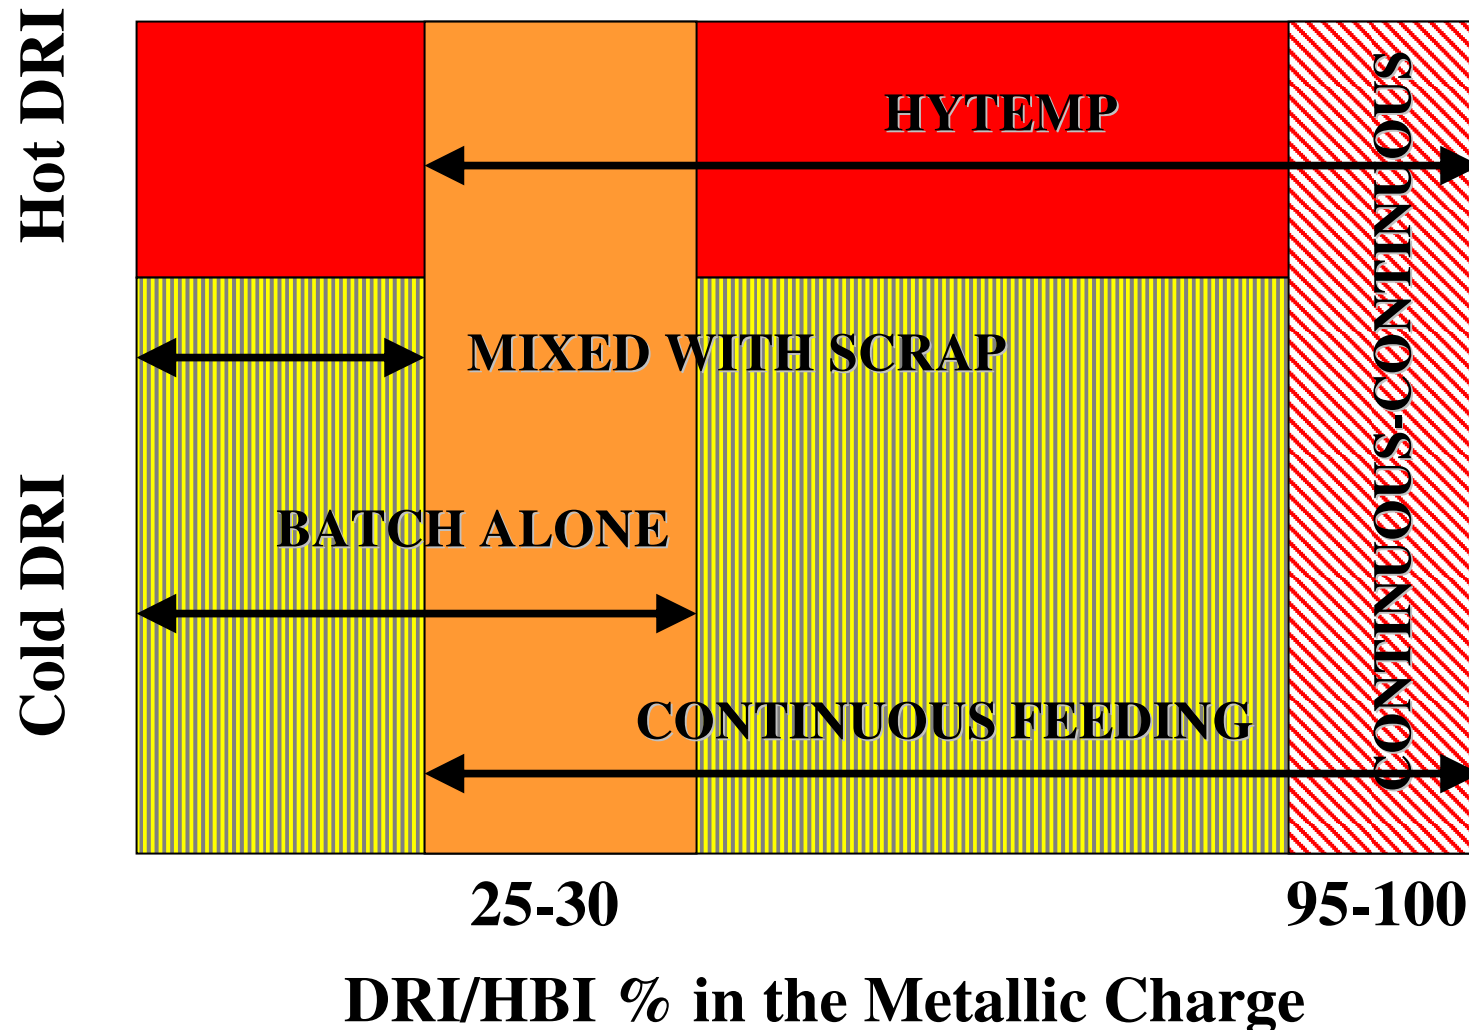 Hot DRI
HYTEMP
CONTINUOUS-CONTINUOUS
MIXED WITH SCRAP
Cold DRI
BATCH ALONE
CONTINUOUS FEEDING
25-30
95-100
DRI/HBI % in the Metallic Charge